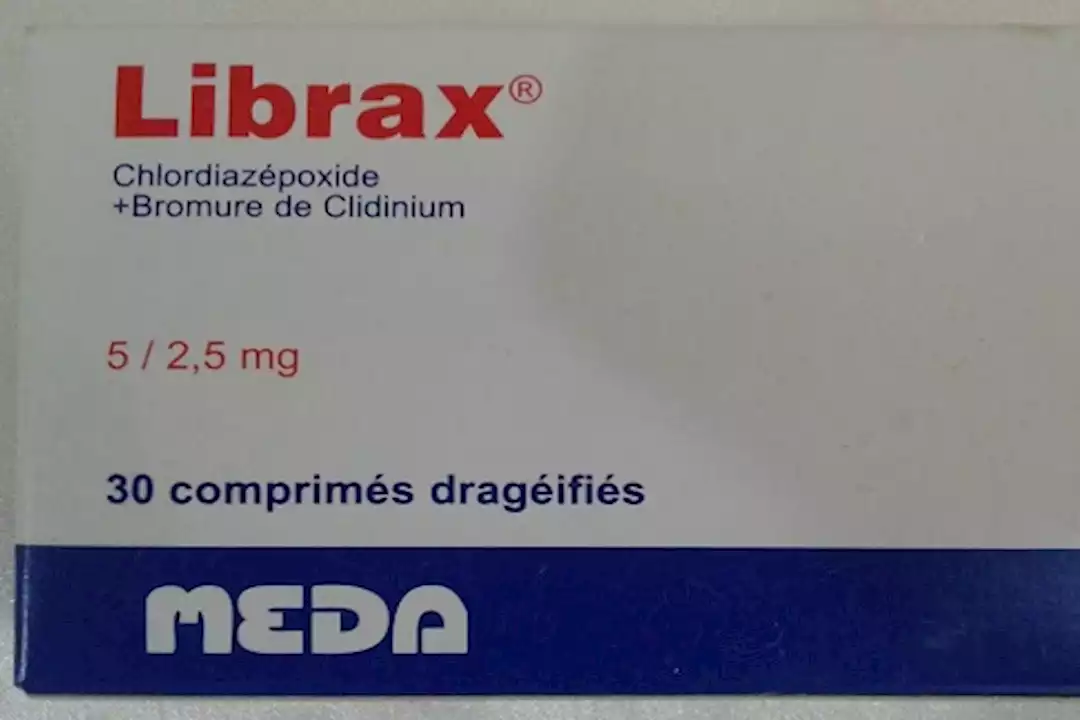 Librax®
Chlordiazépoxide
+Bromure de Clidinium
5 / 2,5 mg
30 comprimés dragéifiés
MEDA